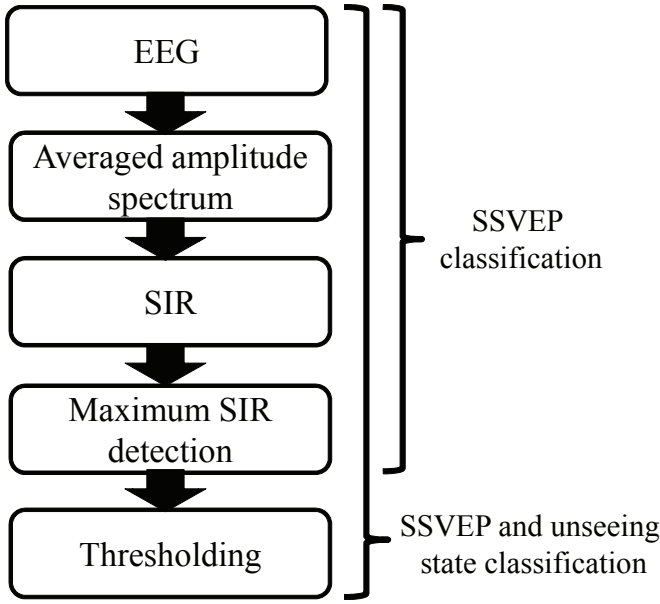 EEG
Averaged amplitude
spectrum
SIR
Maximum SIR
detection
Thresholding
SSVEP
classification
SSVEP and unseeing
state classification